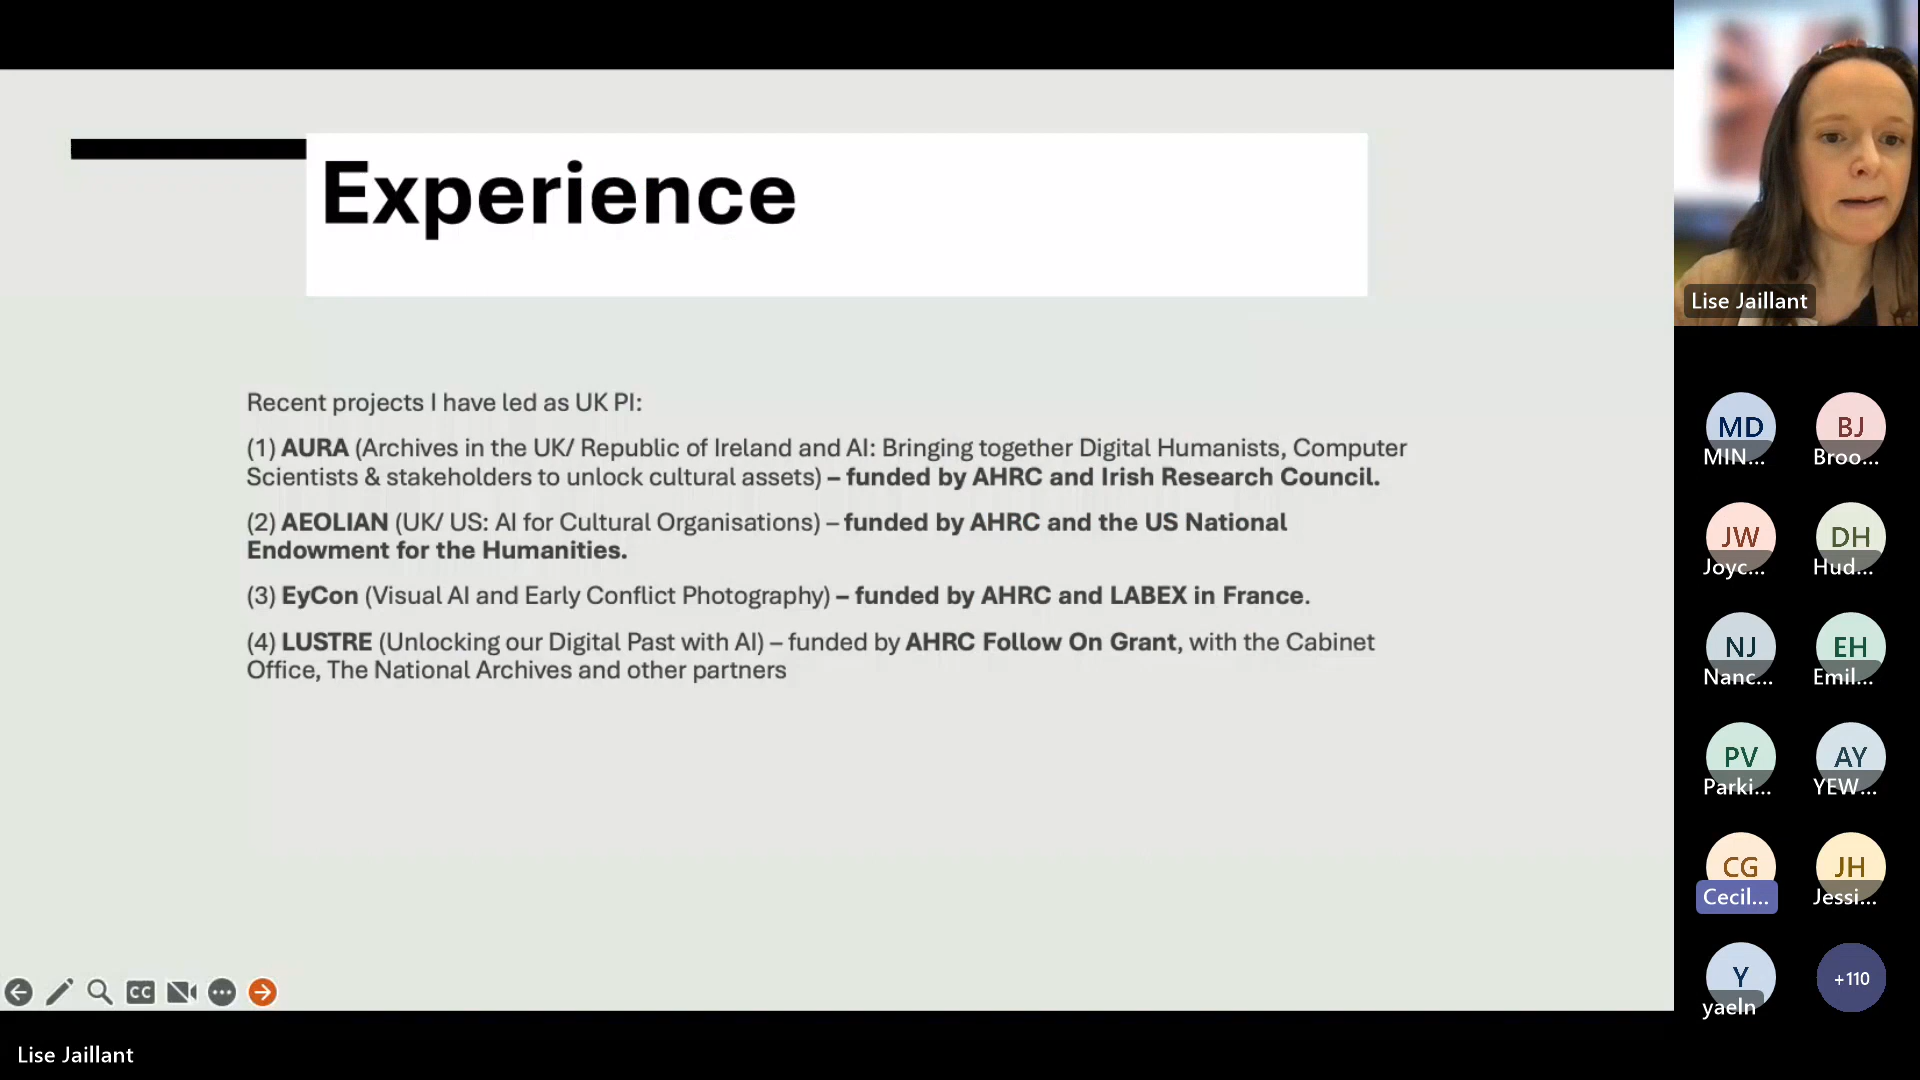 Experience
Recent projects I have led as UK PI:
(1) AURA (Archives in the UK/ Republic of Ireland and AI: Bringing together Digital Humanists, Computer
Scientists & stakeholders to unlock cultural assets) – funded by AHRC and Irish Research Council.
(2) AEOLIAN (UK/ US: AI for Cultural Organisations) – funded by AHRC and the US National
Endowment for the Humanities.
(3) EyCon (Visual AI and Early Conflict Photography) – funded by AHRC and LABEX in France.
(4) LUSTRE (Unlocking our Digital Past with AI) – funded by AHRC Follow On Grant, with the Cabinet
Office, The National Archives and other partners
CC
Lise Jaillant
Lise Jaillant
MD
MIN...
BJ
Broo...
JW
Joyc...
DH
Hud...
NJ
Nanc...
EH
Emil...
PV
Parki...
AY
YEW...
CG
Cecil...
JH
Jessi...
Y
yaeln
+110